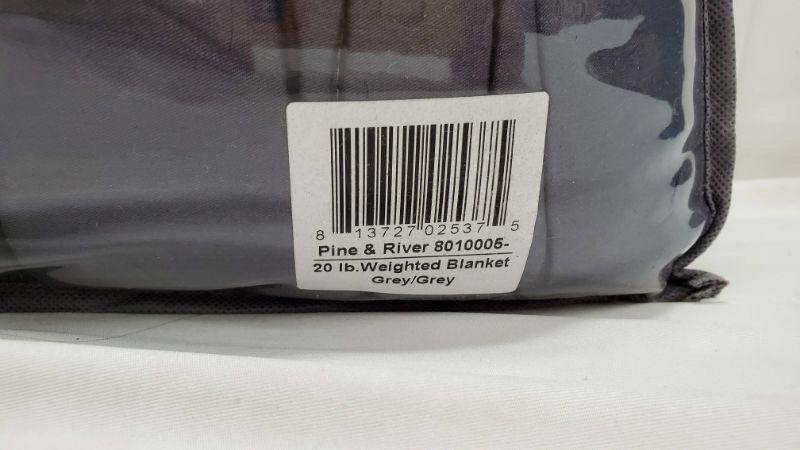 8 13727 02537 5
Pine & River 8010005-
20 lb.Weighted Blanket
Grey/Grey